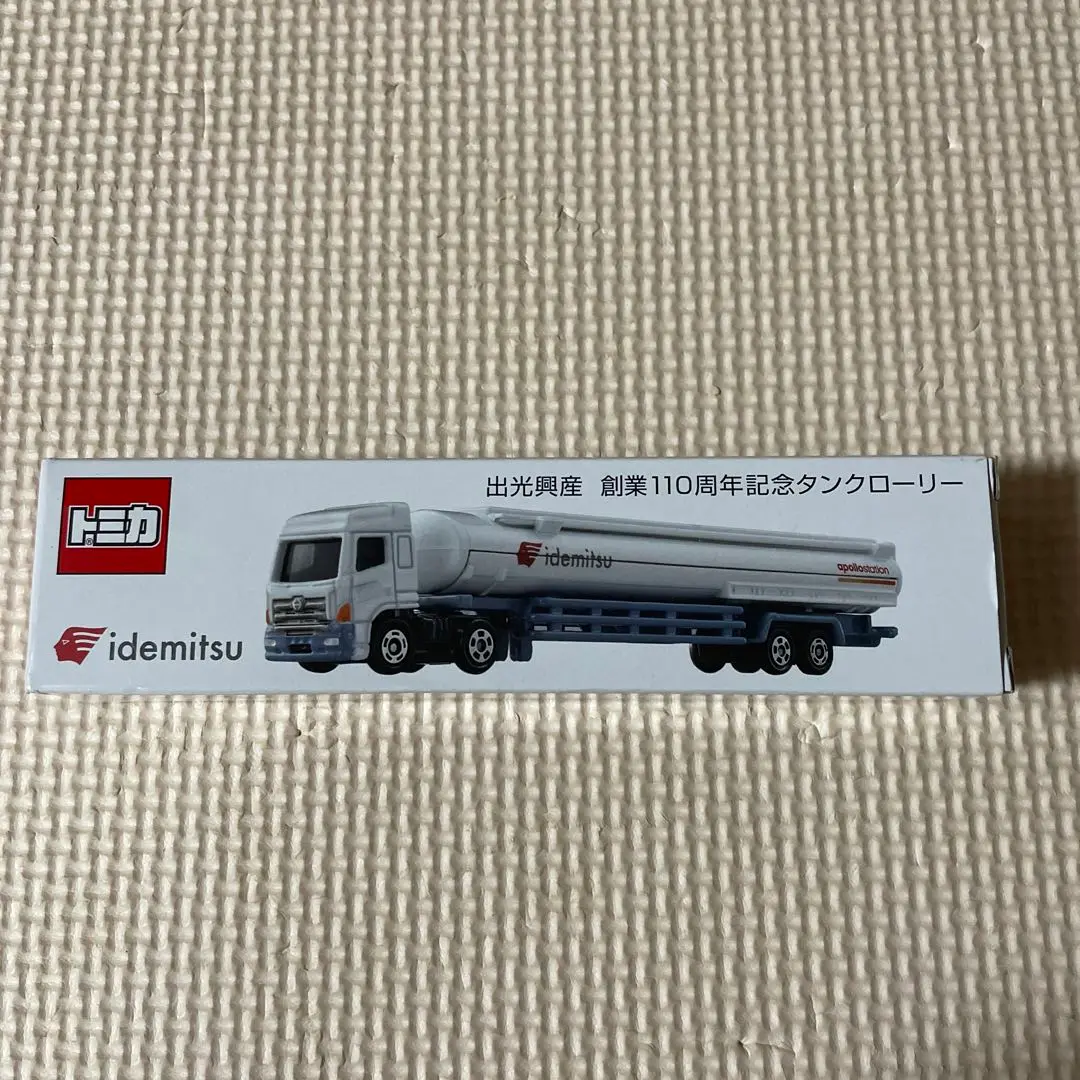 出光興産 創業110周年記念タンクローリー
トミカ®
idemitsu
apollostation
idemitsu